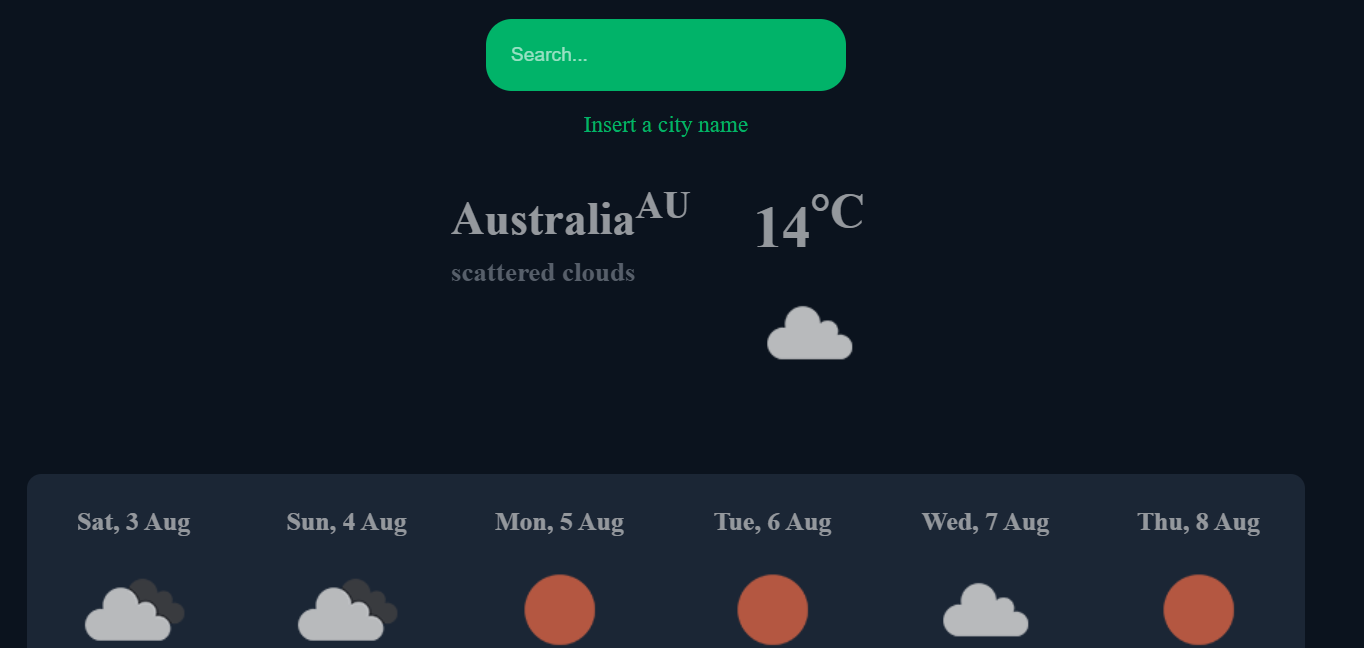 Search...
Insert a city name
AustraliaAU 14°C
scattered clouds
Sat, 3 Aug Sun, 4 Aug Mon, 5 Aug Tue, 6 Aug Wed, 7 Aug Thu, 8 Aug